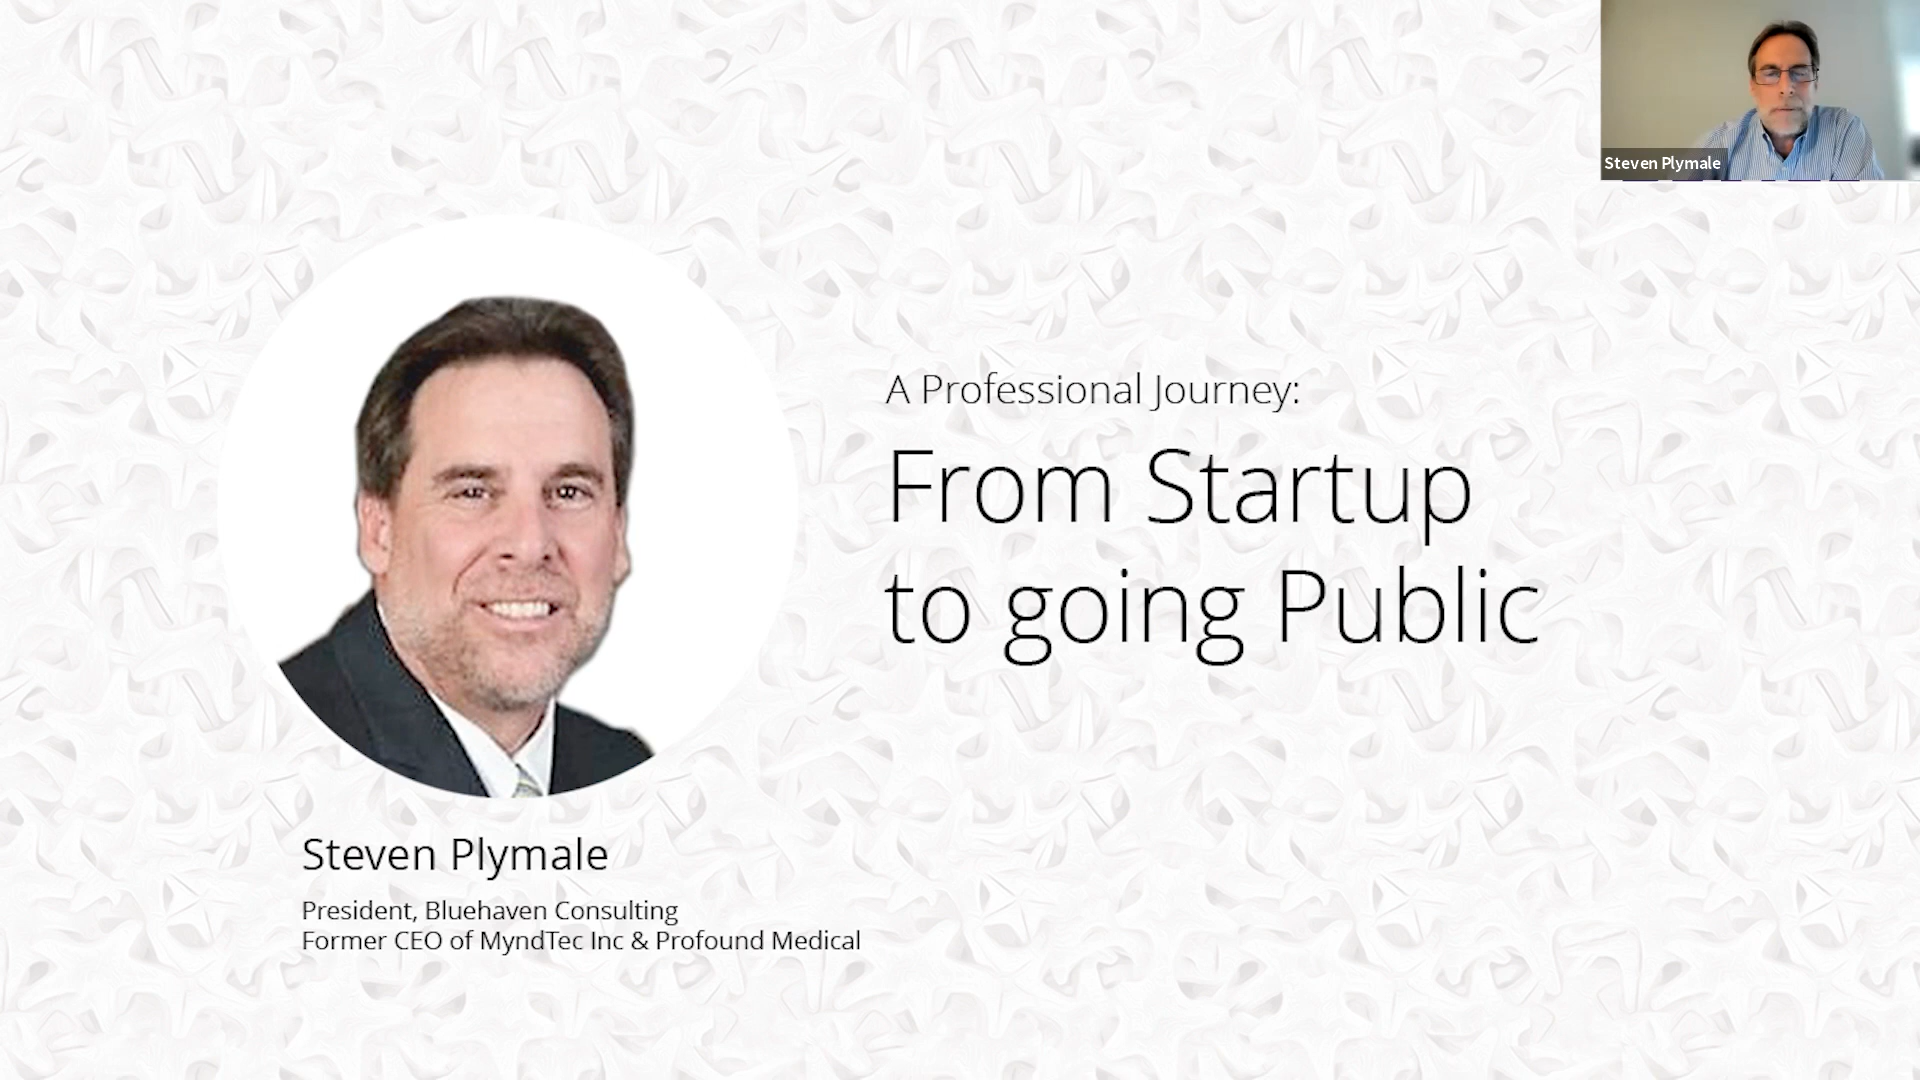 Steven Plymale
A Professional Journey:
From Startup
to going Public
Steven Plymale
President, Bluehaven Consulting
Former CEO of MyndTec Inc & Profound Medical